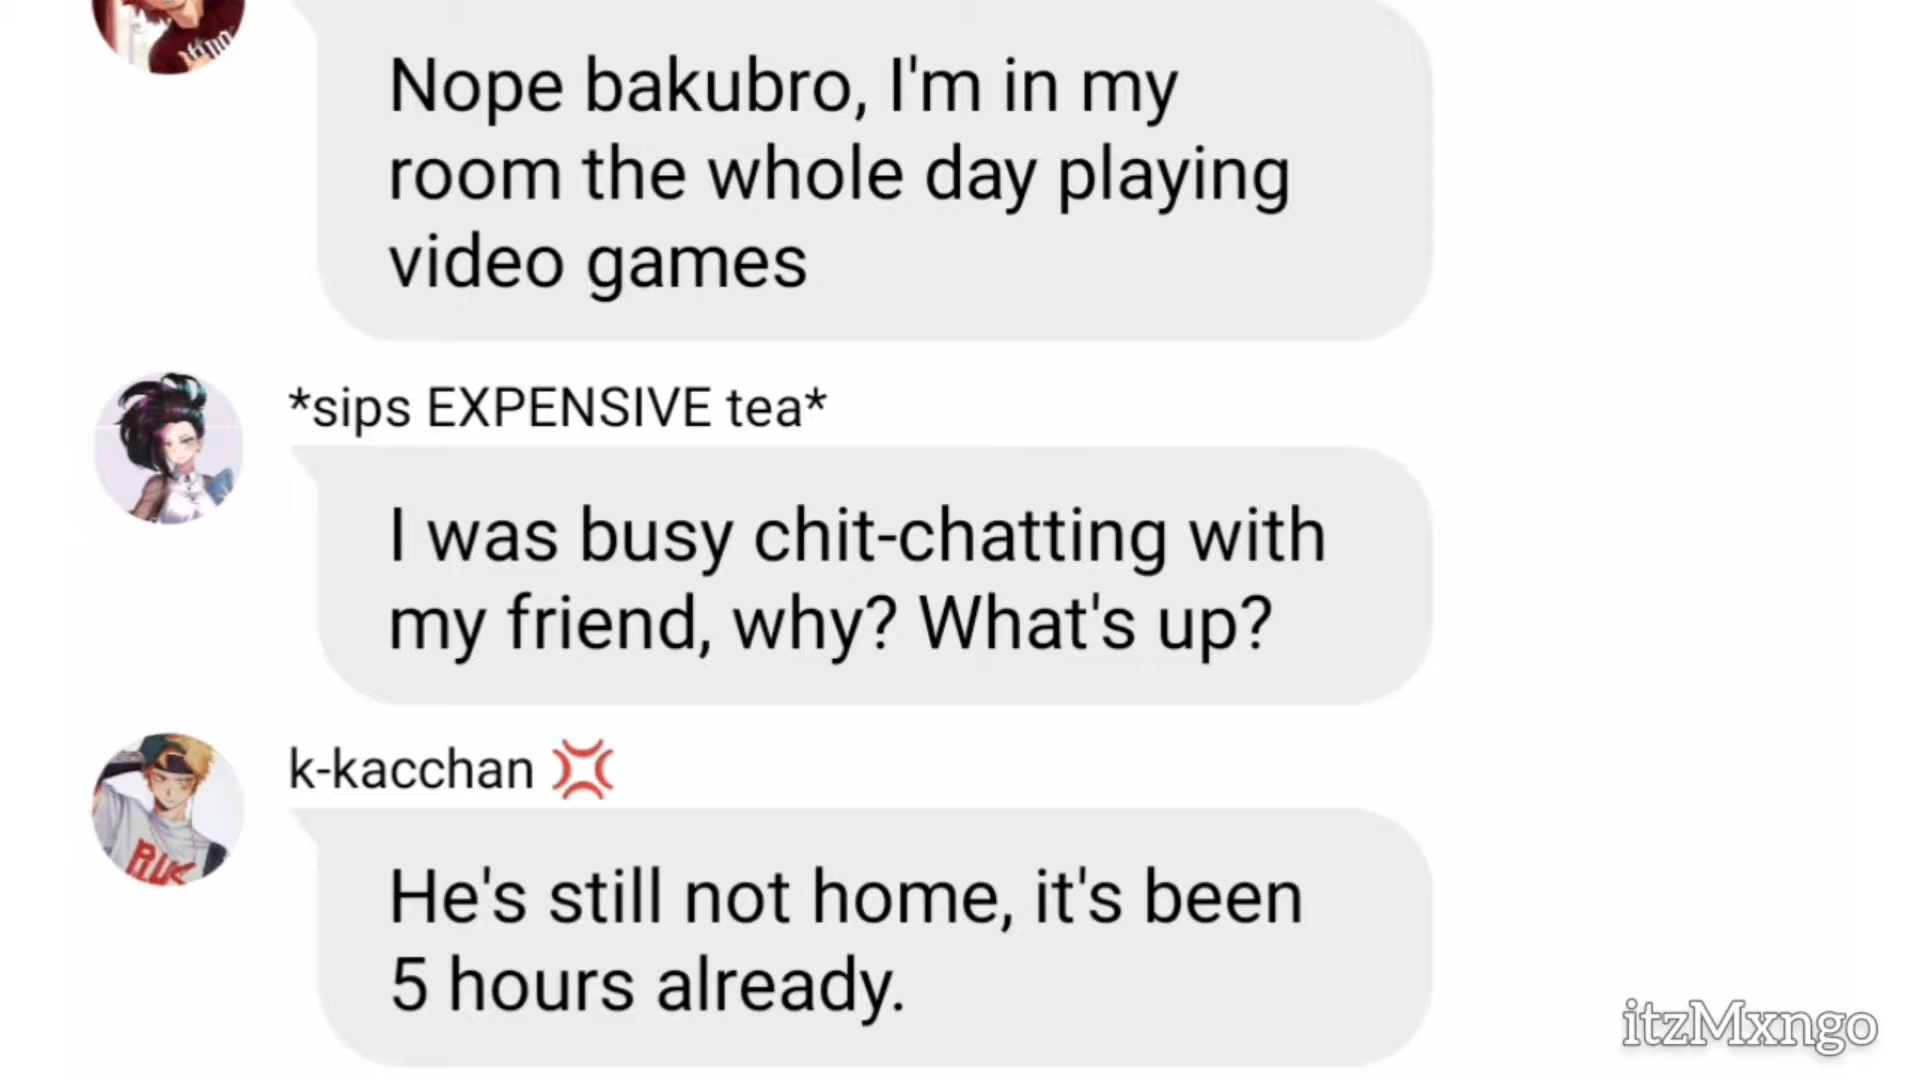 Nope bakubro, I'm in my
room the whole day playing
video games
*sips EXPENSIVE tea*
I was busy chit-chatting with
my friend, why? What's up?
k-kacchan 💢
He's still not home, it's been
5 hours already.
itzMxngo